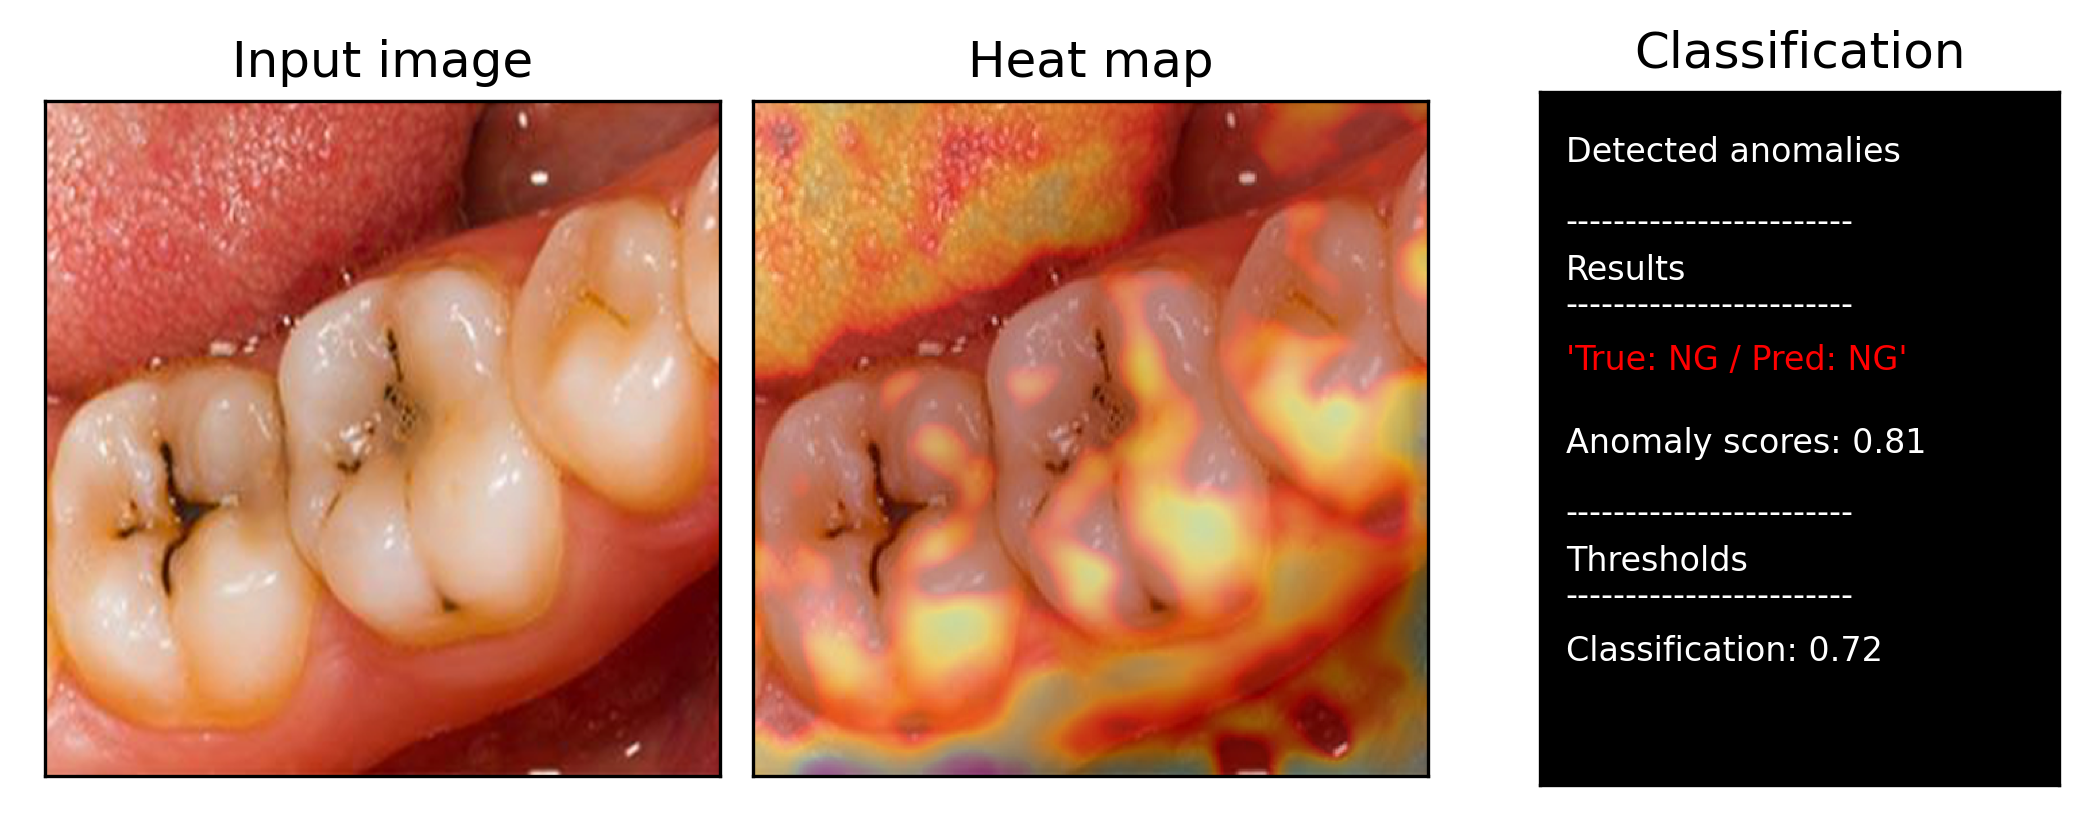 Input image
Heat map
Classification
Detected anomalies
------------------------
Results
------------------------
'True: NG / Pred: NG'
Anomaly scores: 0.81
------------------------
Thresholds
------------------------
Classification: 0.72